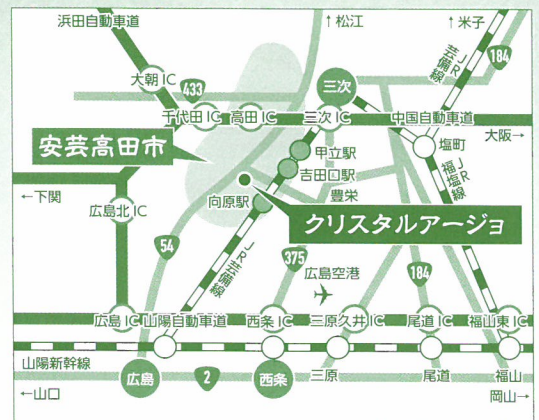 浜田自動車道
↑松江
↑米子
JR芸備線
184
大朝IC
433
三次
千代田IC
高田IC
三次IC
中国自動車道
大阪→
安芸高田市
甲立駅
塩町
吉田口駅
JR福塩線
←下関
豊栄
広島北IC
向原駅
クリスタルアージョ
54
JR芸備線
375
広島空港
184
広島IC
山陽自動車道
西条IC
三原久井IC
尾道IC
福山東IC
山陽新幹線
←山口
広島
2
西条
三原
尾道
福山
岡山→